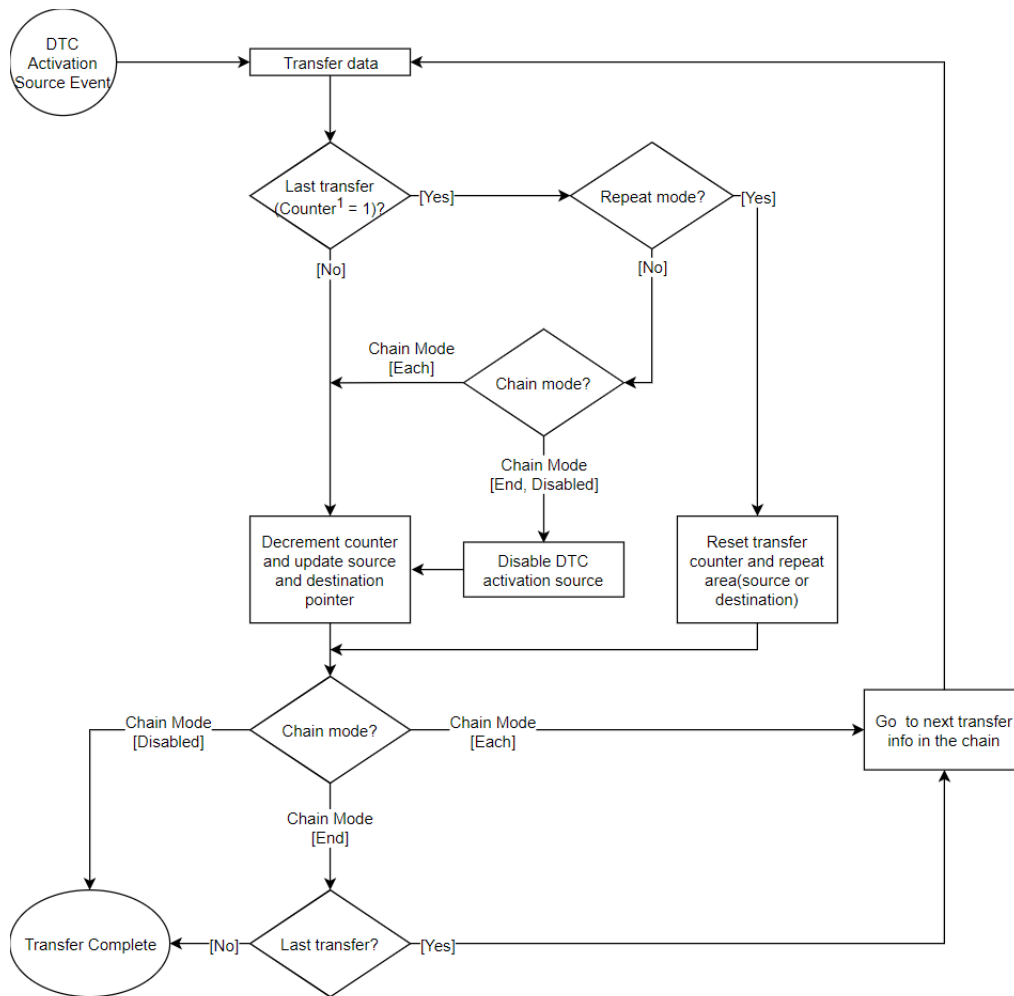 DTC
Activation
Source Event
Transfer data
Last transfer
(Counter¹ = 1)?
[Yes]
Repeat mode?
[Yes]
[No]
[No]
Chain Mode
[Each]
Chain mode?
Chain Mode
[End, Disabled]
Decrement counter
and update source
and destination
pointer
Disable DTC
activation source
Reset transfer
counter and repeat
area(source or
destination)
Chain Mode
[Disabled]
Chain mode?
Chain Mode
[Each]
Go to next transfer
info in the chain
Chain Mode
[End]
Transfer Complete
[No]
Last transfer?
[Yes]